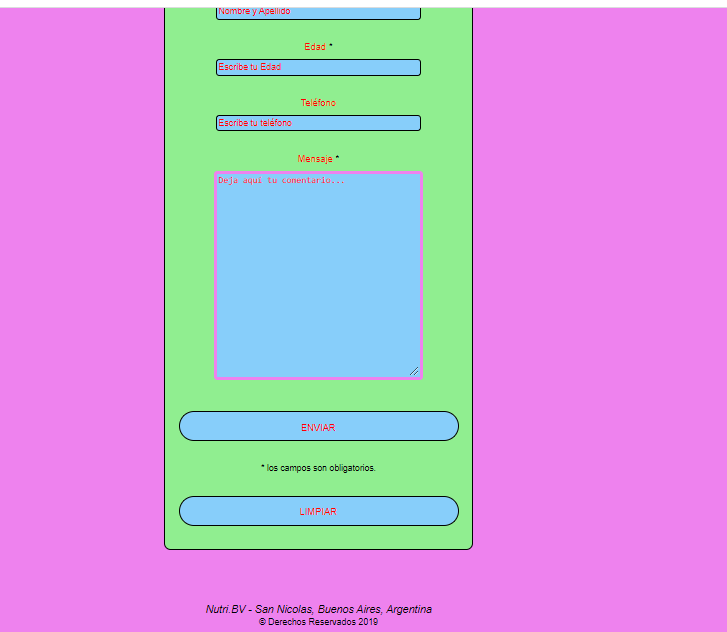 Nombre y Apellido
Edad *
Escribe tu Edad
Teléfono
Escribe tu teléfono
Mensaje *
Deja aquí tu comentario...
ENVIAR
* los campos son obligatorios.
LIMPIAR
Nutri.BV - San Nicolas, Buenos Aires, Argentina
© Derechos Reservados 2019